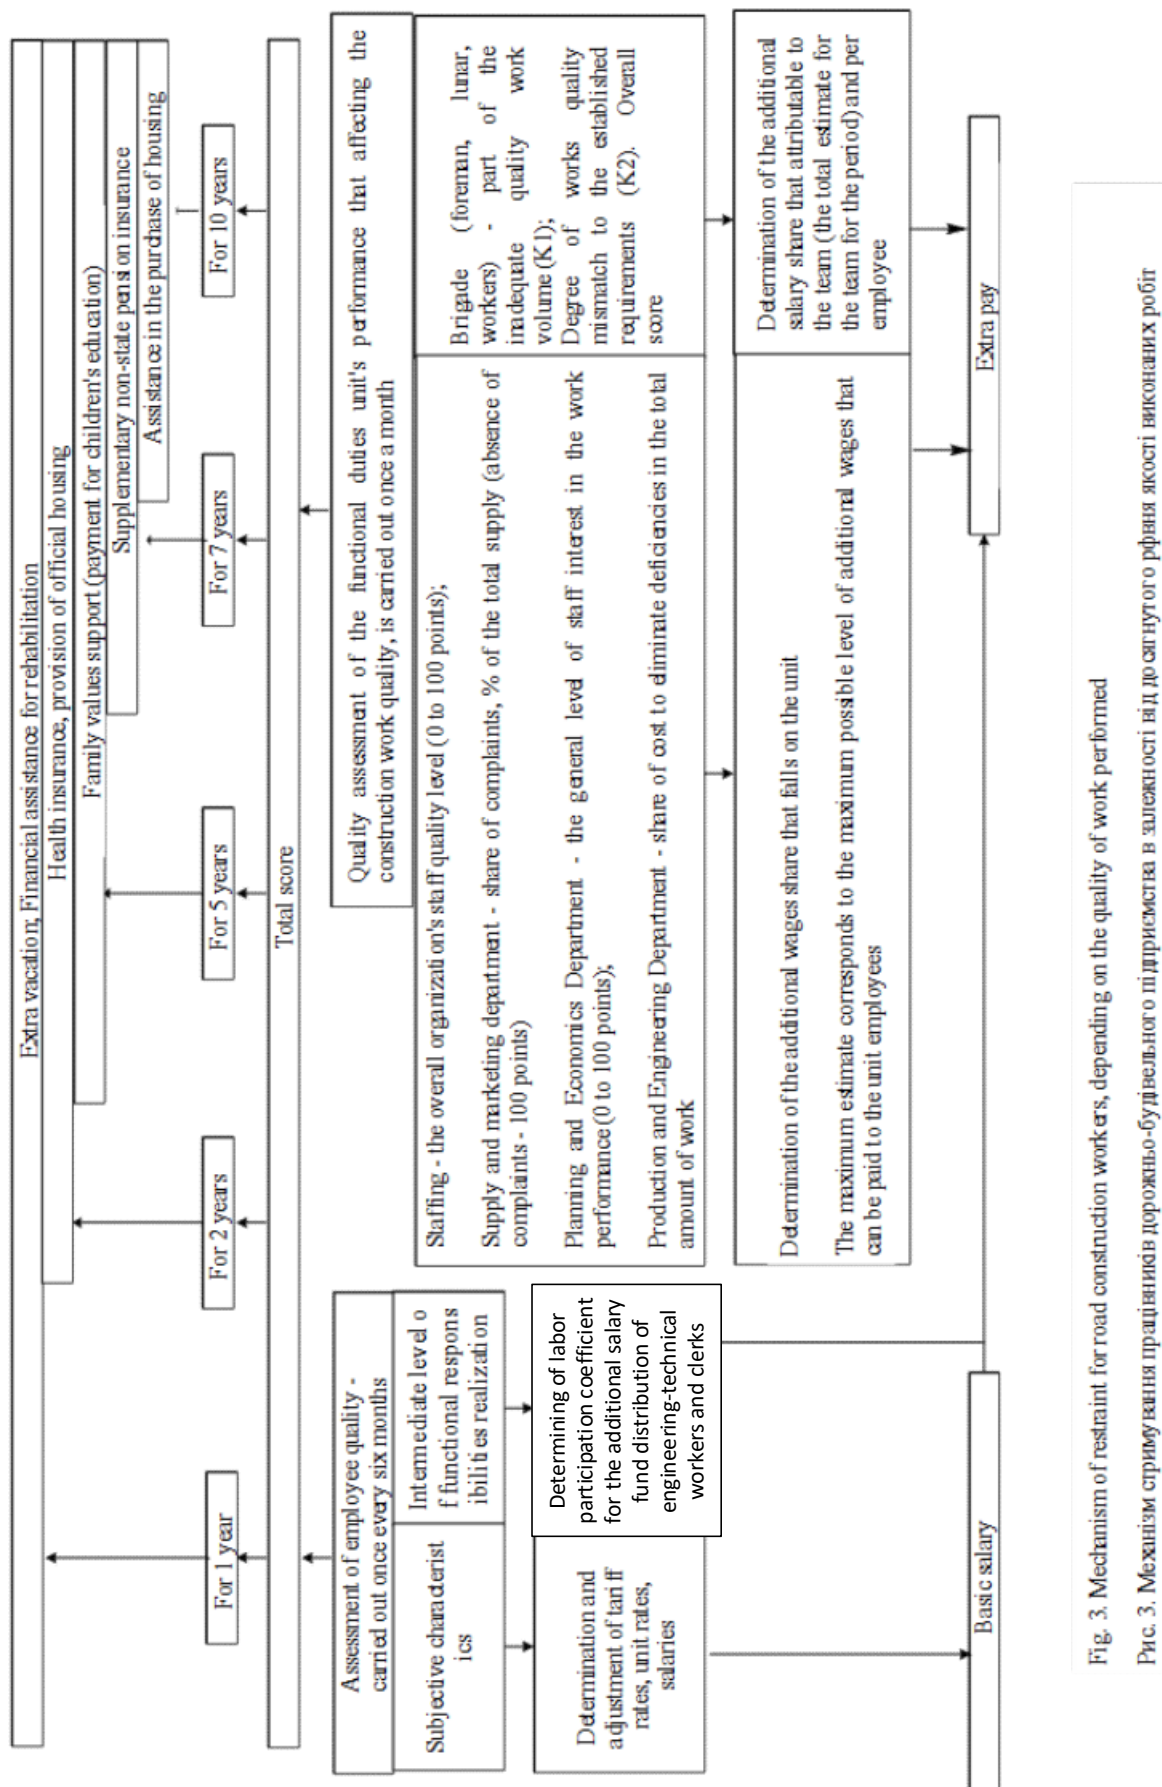 Extra vacation; Financial assistance for rehabilitation
Health insurance, provision of official housing
Family values support (payment for children's education)
Supplementary non-state pension insurance
Assistance in the purchase of housing
For 1 year
For 2 years
For 5 years
For 7 years
For 10 years
Total score
Assessment of employee quality -
carried out once every six months
Subjective characterist
ics
Intermediate level o
f functional respons
ibilities realization
Determination and
adjustment of tariff
rates, unit rates,
salaries
Determining of labor
participation coefficient
for the additional salary
fund distribution of
engineering-technical
workers and clerks
Quality assessment of the functional duties unit's performance that affecting the
construction work quality, is carried out once a month
Staffing - the overall organization's staff quality level (0 to 100 points);
Supply and marketing department - share of complaints, % of the total supply (absence of
complaints - 100 points)
Planning and Economics Department - the general level of staff interest in the work
performance (0 to 100 points);
Production and Engineering Department - share of cost to eliminate deficiencies in the total
amount of work
Brigade (foreman, lunar,
workers) - part of the
inadequate quality work
volume (K1);
Degree of works quality
mismatch to the established
requirements (K2). Overall
score
Determination of the additional wages share that falls on the unit
The maximum estimate corresponds to the maximum possible level of additional wages that
can be paid to the unit employees
Determination of the additional
salary share that attributable to
the team (the total estimate for
the team for the period) and per
employee
Basic salary
Extra pay
Fig. 3. Mechanism of restraint for road construction workers, depending on the quality of work performed
Рис. 3. Механізм стримування працівників дорожньо-будівельного підприємства в залежності від досягнутого рфвня якості виконаних робіт